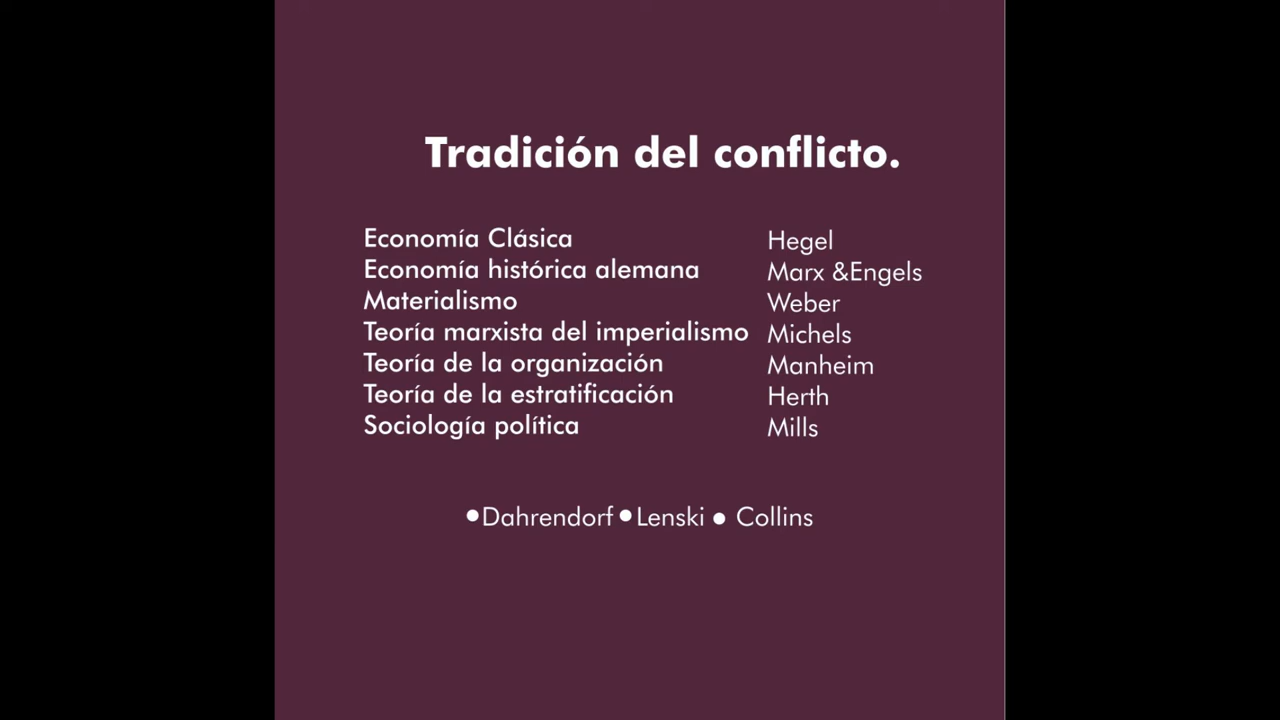 Tradición del conflicto.
Economía Clásica
Economía histórica alemana
Materialismo
Teoría marxista del imperialismo
Teoría de la organización
Teoría de la estratificación
Sociología política
Hegel
Marx &Engels
Weber
Michels
Manheim
Herth
Mills
•Dahrendorf •Lenski • Collins